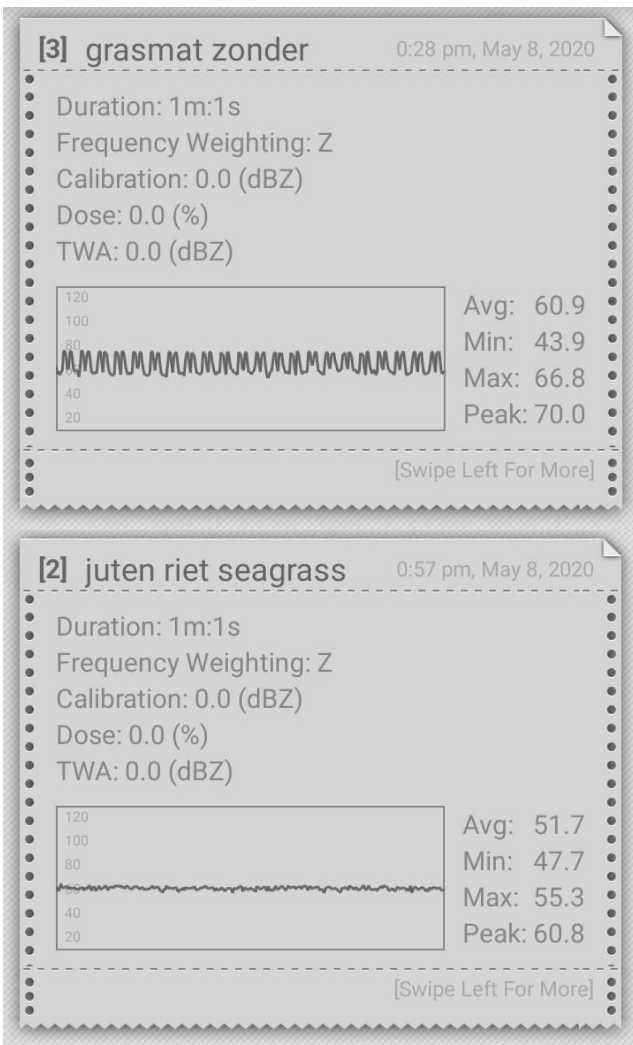 [3] grasmat zonder 0:28 pm, May 8, 2020
Duration: 1m:1s
Frequency Weighting: Z
Calibration: 0.0 (dBZ)
Dose: 0.0 (%)
TWA: 0.0 (dBZ)
120
100
80
40
20
Avg: 60.9
Min: 43.9
Max: 66.8
Peak: 70.0
[Swipe Left For More]
[2] juten riet seagrass 0:57 pm, May 8, 2020
Duration: 1m:1s
Frequency Weighting: Z
Calibration: 0.0 (dBZ)
Dose: 0.0 (%)
TWA: 0.0 (dBZ)
120
100
80
40
20
Avg: 51.7
Min: 47.7
Max: 55.3
Peak: 60.8
[Swipe Left For More]